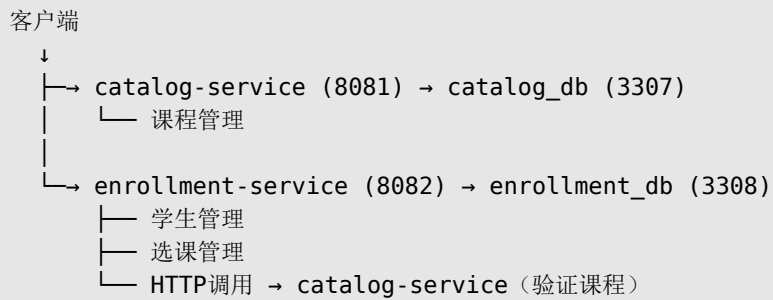 客户端
  ↓
  ├─→ catalog-service (8081) → catalog_db (3307)
  │   └── 课程管理
  │
  └─→ enrollment-service (8082) → enrollment_db (3308)
      ├── 学生管理
      ├── 选课管理
      └── HTTP调用 → catalog-service（验证课程）